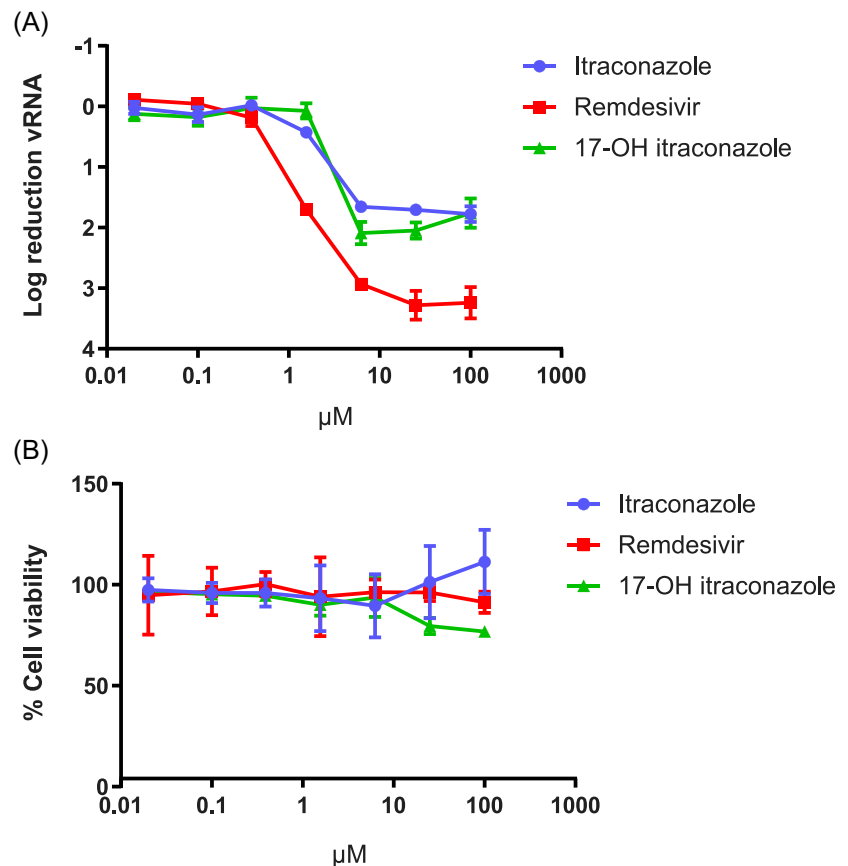 (A)
-1
0
1
2
3
4
Log reduction vRNA
0.01 0.1 1 10 100 1000
µM
Itraconazole
Remdesivir
17-OH itraconazole
(B)
150
100
50
0
% Cell viability
0.01 0.1 1 10 100 1000
µM
Itraconazole
Remdesivir
17-OH itraconazole